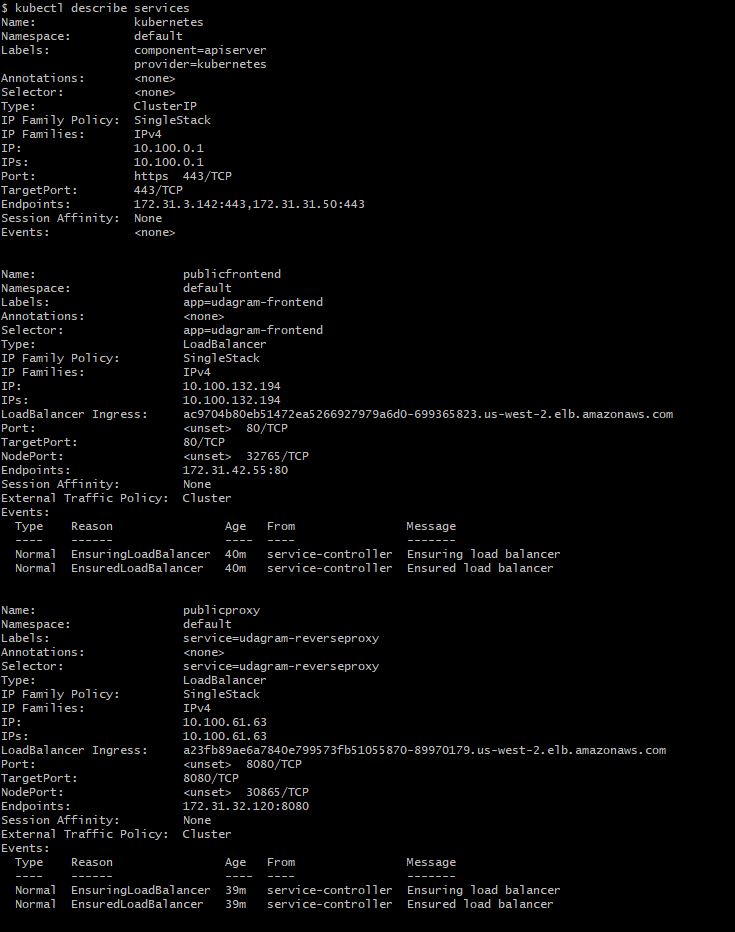 $ kubectl describe services
Name:              kubernetes
Namespace:         default
Labels:            component=apiserver
                   provider=kubernetes
Annotations:       <none>
Selector:          <none>
Type:              ClusterIP
IP Family Policy:  SingleStack
IP Families:       IPv4
IP:                10.100.0.1
IPs:               10.100.0.1
Port:              https  443/TCP
TargetPort:        443/TCP
Endpoints:         172.31.3.142:443,172.31.31.50:443
Session Affinity:  None
Events:            <none>
Name:                     publicfrontend
Namespace:                default
Labels:                   app=udagram-frontend
Annotations:              <none>
Selector:                 app=udagram-frontend
Type:                     LoadBalancer
IP Family Policy:         SingleStack
IP Families:              IPv4
IP:                       10.100.132.194
IPs:                      10.100.132.194
LoadBalancer Ingress:     ac9704b80eb51472ea5266927979a6d0-699365823.us-west-2.elb.amazonaws.com
Port:                     <unset>  80/TCP
TargetPort:               80/TCP
NodePort:                 <unset>  32765/TCP
Endpoints:                172.31.42.55:80
Session Affinity:         None
External Traffic Policy:  Cluster
Events:
  Type    Reason                Age   From                Message
  ----    ------                ----  ----                -------
  Normal  EnsuringLoadBalancer  40m   service-controller  Ensuring load balancer
  Normal  EnsuredLoadBalancer   40m   service-controller  Ensured load balancer
Name:                     publicproxy
Namespace:                default
Labels:                   service=udagram-reverseproxy
Annotations:              <none>
Selector:                 service=udagram-reverseproxy
Type:                     LoadBalancer
IP Family Policy:         SingleStack
IP Families:              IPv4
IP:                       10.100.61.63
IPs:                      10.100.61.63
LoadBalancer Ingress:     a23fb89ae6a7840e799573fb51055870-89970179.us-west-2.elb.amazonaws.com
Port:                     <unset>  8080/TCP
TargetPort:               8080/TCP
NodePort:                 <unset>  30865/TCP
Endpoints:                172.31.32.120:8080
Session Affinity:         None
External Traffic Policy:  Cluster
Events:
  Type    Reason                Age   From                Message
  ----    ------                ----  ----                -------
  Normal  EnsuringLoadBalancer  39m   service-controller  Ensuring load balancer
  Normal  EnsuredLoadBalancer   39m   service-controller  Ensured load balancer